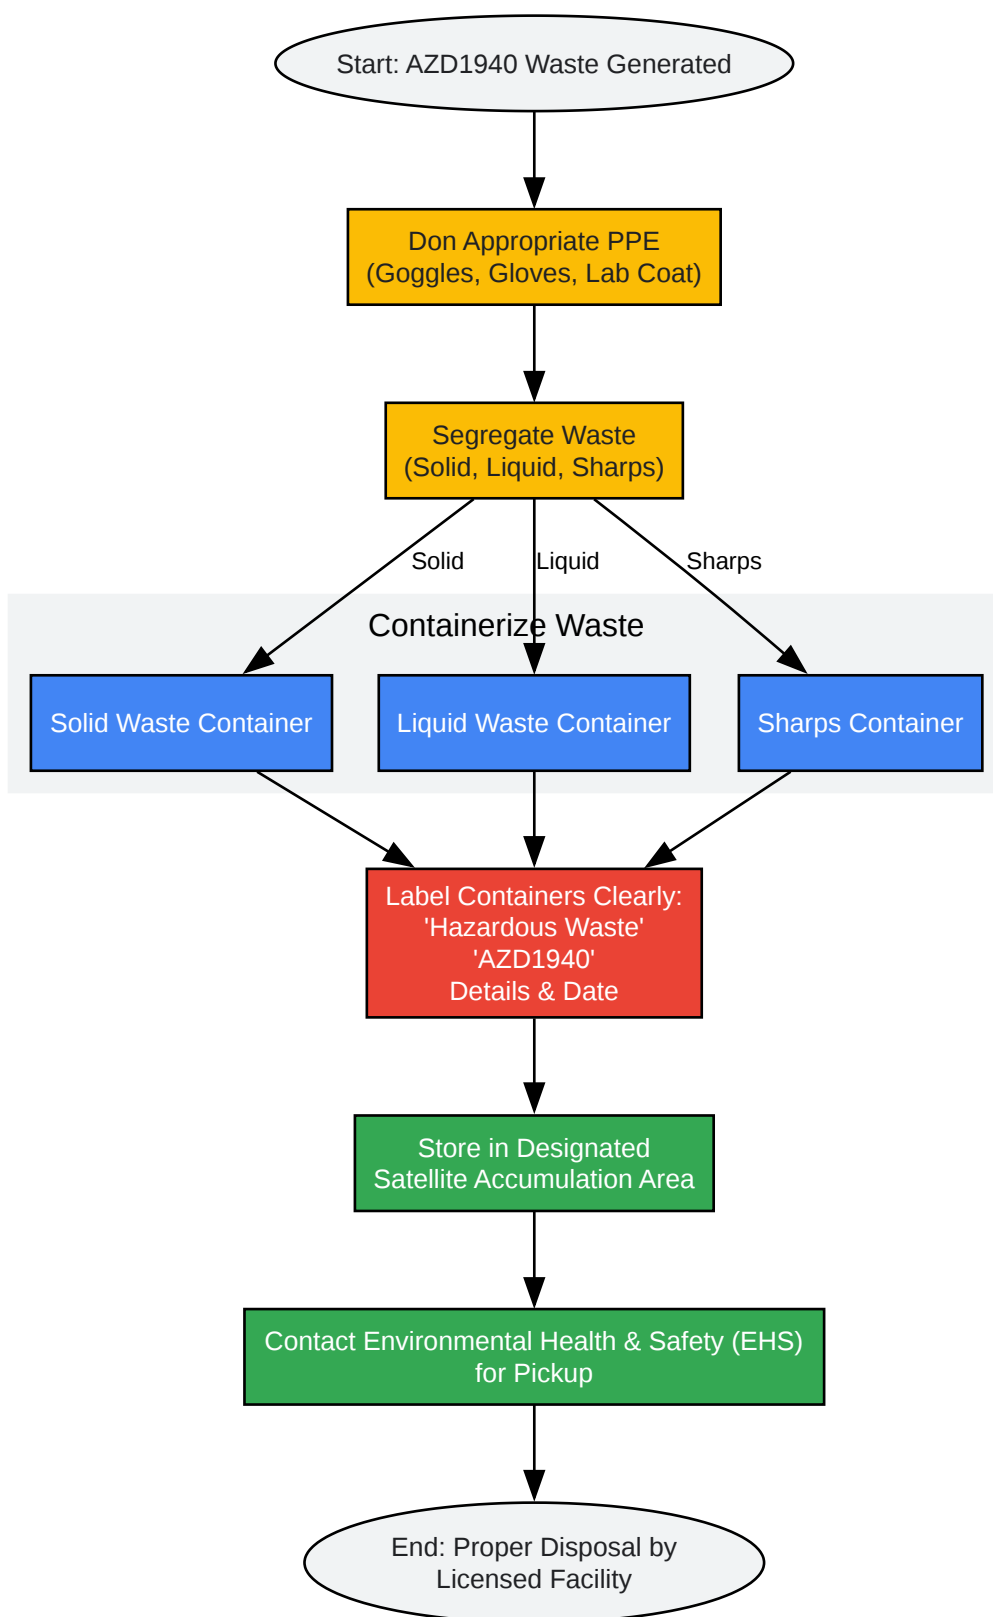 Start: AZD1940 Waste Generated
Don Appropriate PPE
(Goggles, Gloves, Lab Coat)
Segregate Waste
(Solid, Liquid, Sharps)
Solid
Liquid
Sharps
Containerize Waste
Solid Waste Container
Liquid Waste Container
Sharps Container
Label Containers Clearly:
'Hazardous Waste'
'AZD1940'
Details & Date
Store in Designated
Satellite Accumulation Area
Contact Environmental Health & Safety (EHS)
for Pickup
End: Proper Disposal by
Licensed Facility